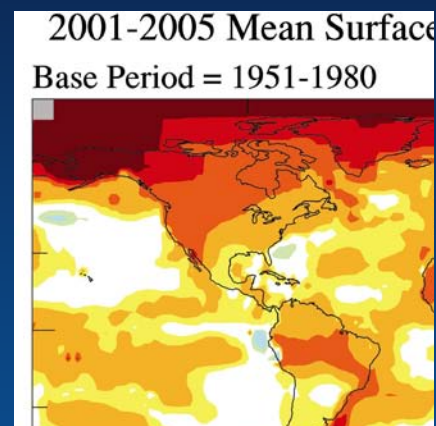 2001-2005 Mean Surface
Base Period = 1951-1980